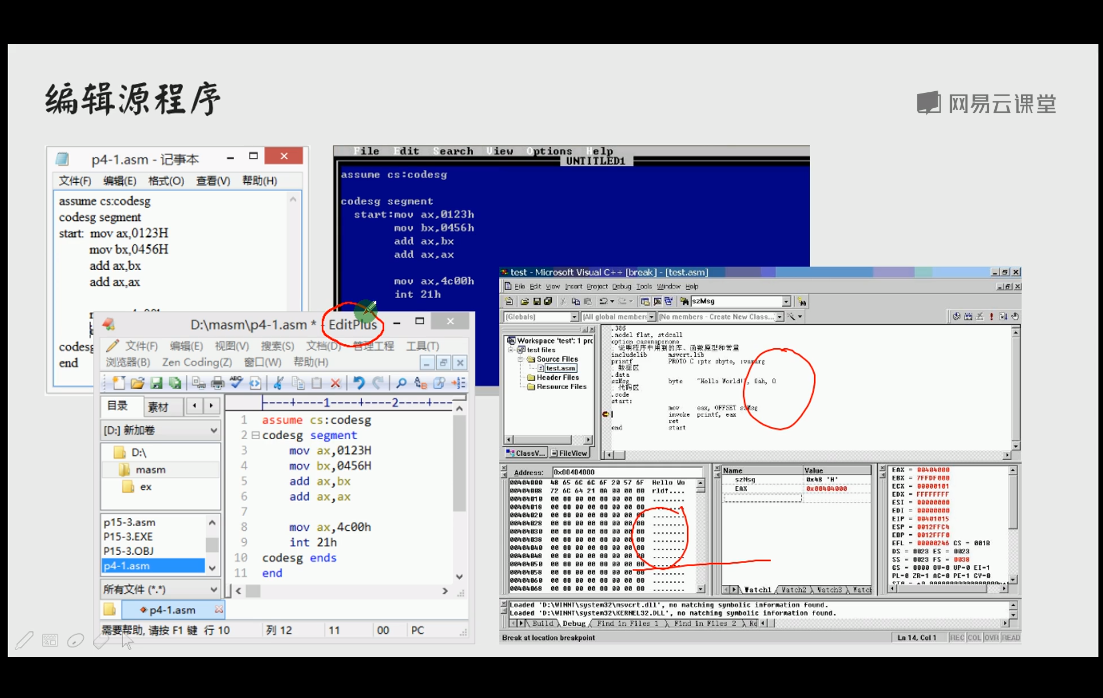 编辑源程序
网易云课堂
p4-1.asm - 记事本
文件(F) 编辑(E) 格式(O) 查看(V) 帮助(H)
assume cs:codesg
codesg segment
start: mov ax,0123H
mov bx,0456H
add ax,bx
add ax,ax
end
File Edit Search View Options Help
UNTITLED1
assume cs:codesg
codesg segment
start:mov ax,0123h
mov bx,0456h
add ax,bx
add ax,ax
mov ax,4c00h
int 21h
D:\masm\p4-1.asm * - EditPlus
文件(F) 编辑(E) 视图(V) 搜索(S) 文档(D) 管理工程 工具(T)
浏览器(B) Zen Coding(Z) 窗口(W) 帮助(H)
目录 素材
[D:] 新加卷
D:\
masm
ex
p15-3.asm
P15-3.EXE
P15-3.OBJ
p4-1.asm
所有文件 (*.*)
----+----1----+----2----+--
1 assume cs:codesg
2 codesg segment
3 mov ax,0123H
4 mov bx,0456H
5 add ax,bx
6 add ax,ax
7
8 mov ax,4c00h
9 int 21h
10 codesg ends
11 end
p4-1.asm
需要帮助, 请按 F1 键 行 10 列 12 11 00 PC
test - Microsoft Visual C++ [break] - [test.asm]
File Edit View Insert Project Debug Tools Window Help
szMsg
(Globals) (All global members (No members - Create New Class...
Workspace 'test': 1 proj
test files
Source Files
test.asm
Header Files
Resource Files
ClassV... FileView
.386
.model flat, stdcall
option casemap:none
includelib msvcrt.lib
printf PROTO C :ptr sbyte, :vararg
数据区
.data
szMsg byte "Hello World!", 0ah, 0
代码区
.code
start:
mov eax, OFFSET szMsg
invoke printf, eax
ret
end start
Address: 0x00404000
00404000 48 65 6C 6C 6F 20 57 6F Hello Wo
00404008 72 6C 64 21 0A 00 00 00 rld!....
Name Value
szMsg 0x48 "H"
EAX 0x00404000
Watch1 Watch2 Watch3
EAX = 00404000
EBX = 7FFDF000
ECX = 00000101
EDX = FFFFFFFF
ESI = 00000000
EDI = 00000000
EIP = 00401015
ESP = 0012FFC4
EBP = 0012FFF0
EFL = 00000246 CS = 001B
DS = 0023 ES = 0023
SS = 0023 FS = 0038
GS = 0000 OV=0 UP=0 EI=1
PL=0 ZR=1 AC=0 PE=1 CY=0
Loaded 'D:\WINNT\system32\msvcrt.dll', no matching symbolic information found.
Loaded 'D:\WINNT\system32\KERNEL32.DLL', no matching symbolic information found.
Build Debug Find in Files 1 Find in Files 2
Break at location breakpoint Ln 14, Col 1 REC COL OVR READ